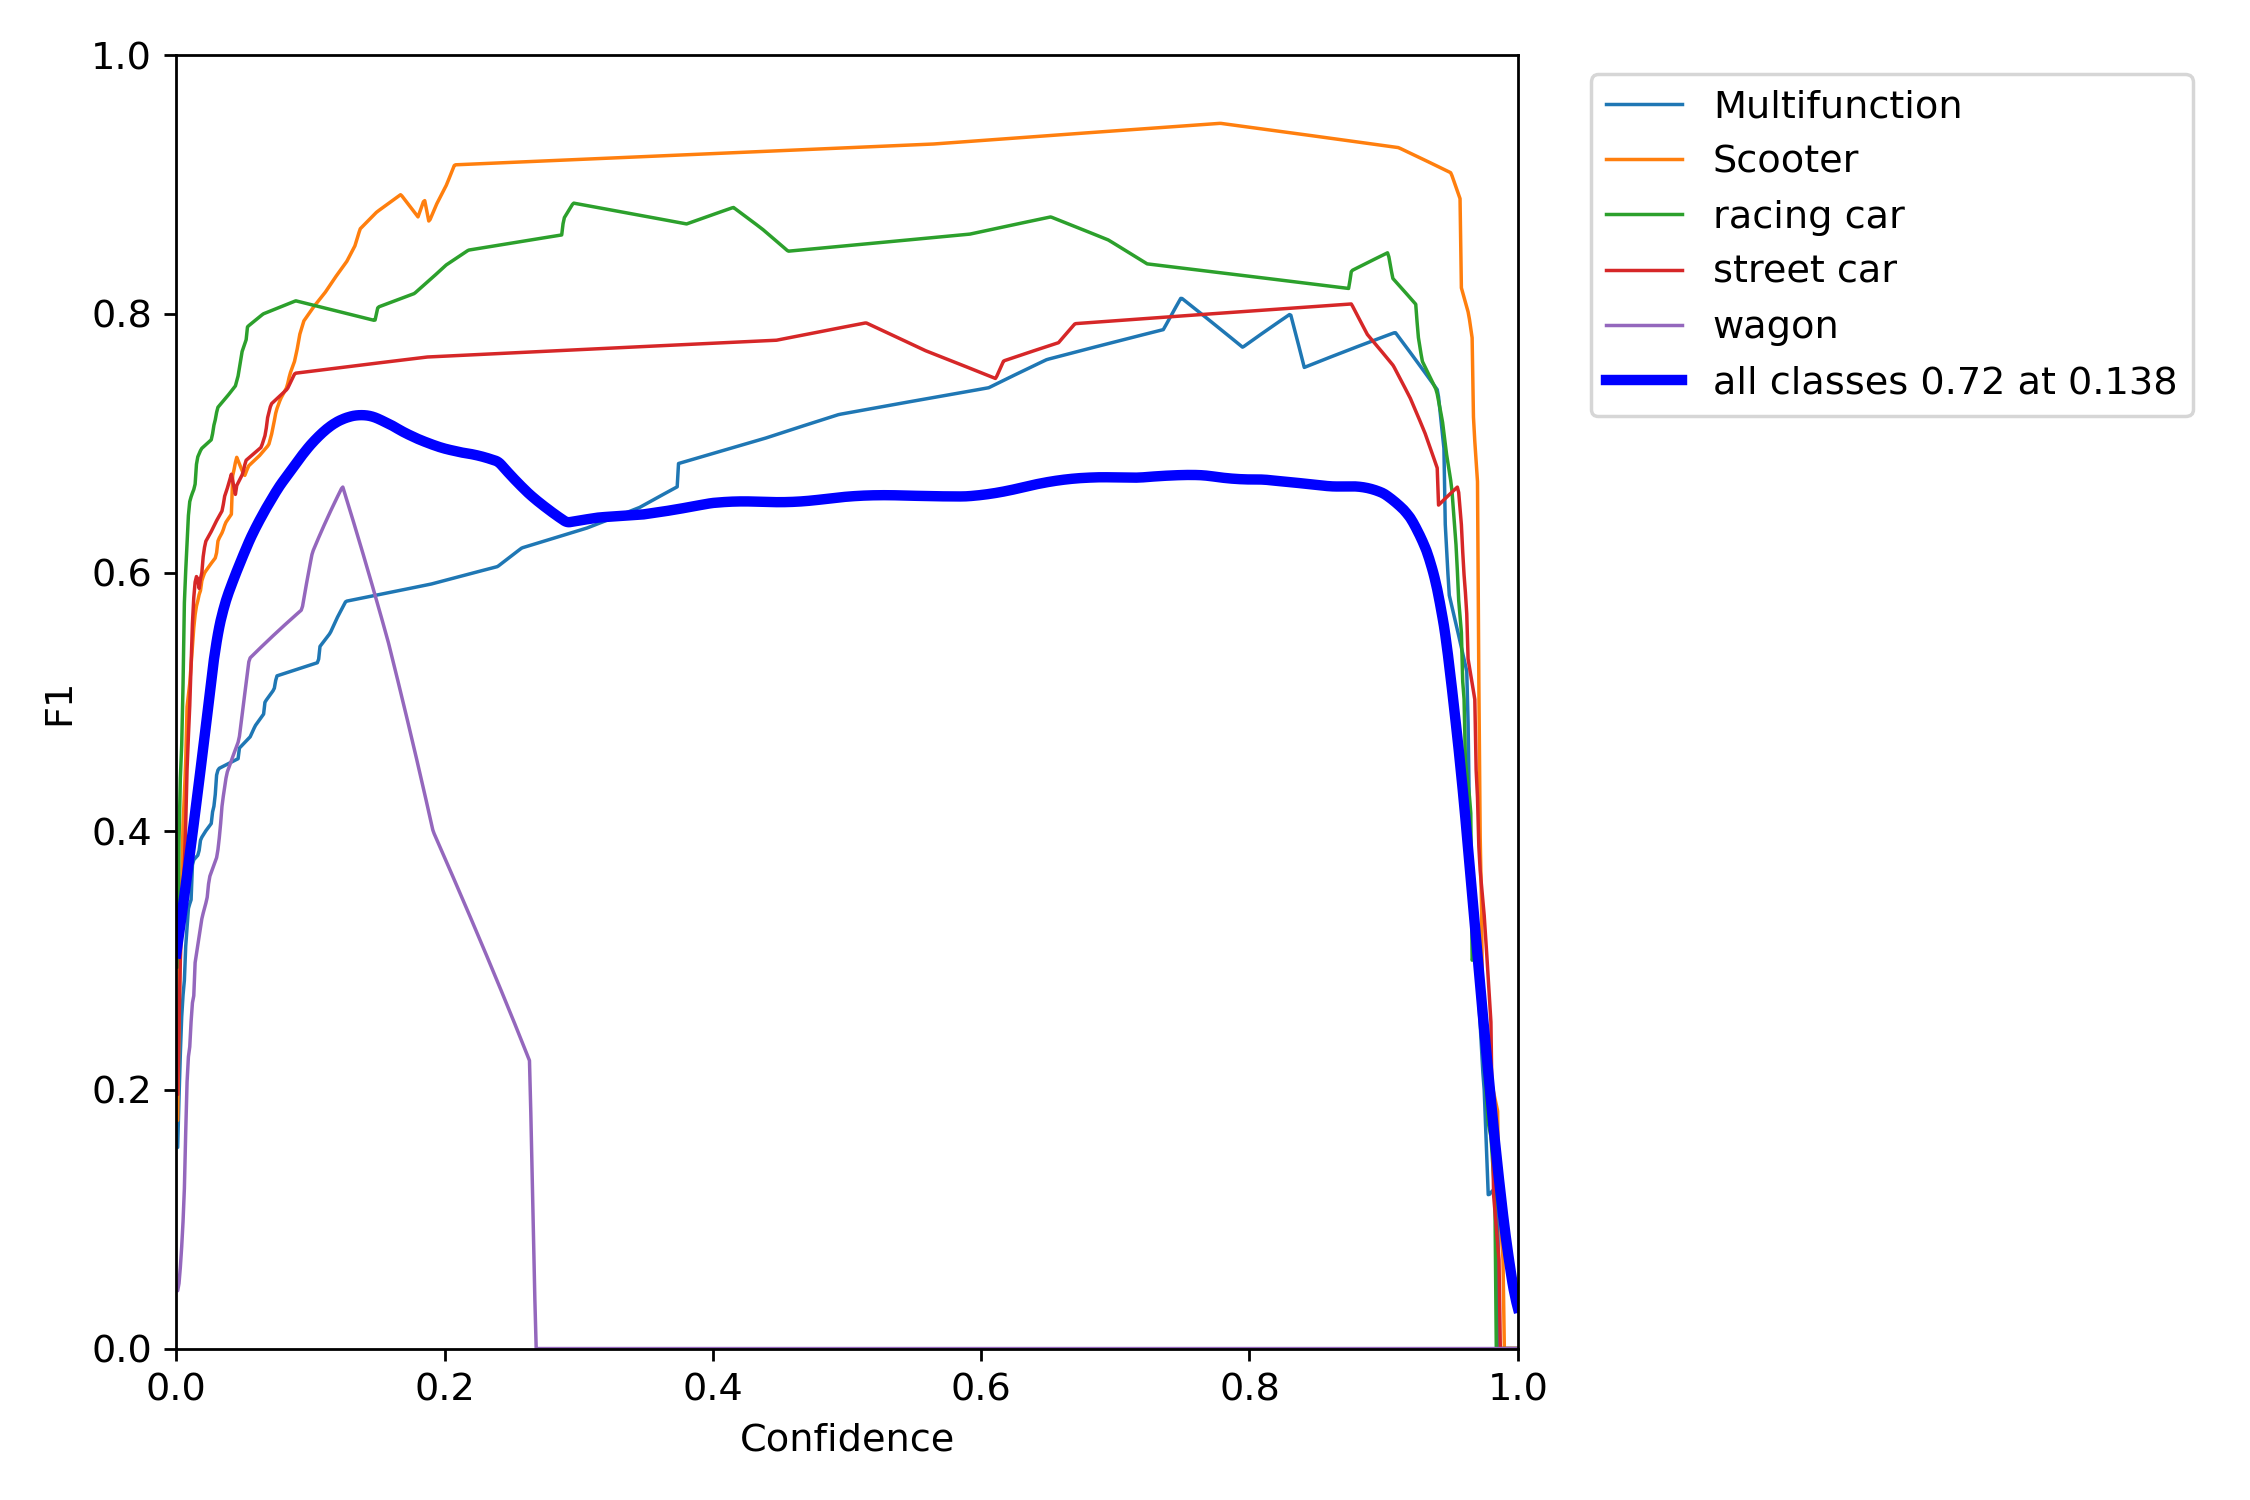 1.0
0.8
0.6
0.4
0.2
0.0
F1
0.0 0.2 0.4 0.6 0.8 1.0
Confidence
Multifunction
Scooter
racing car
street car
wagon
all classes 0.72 at 0.138